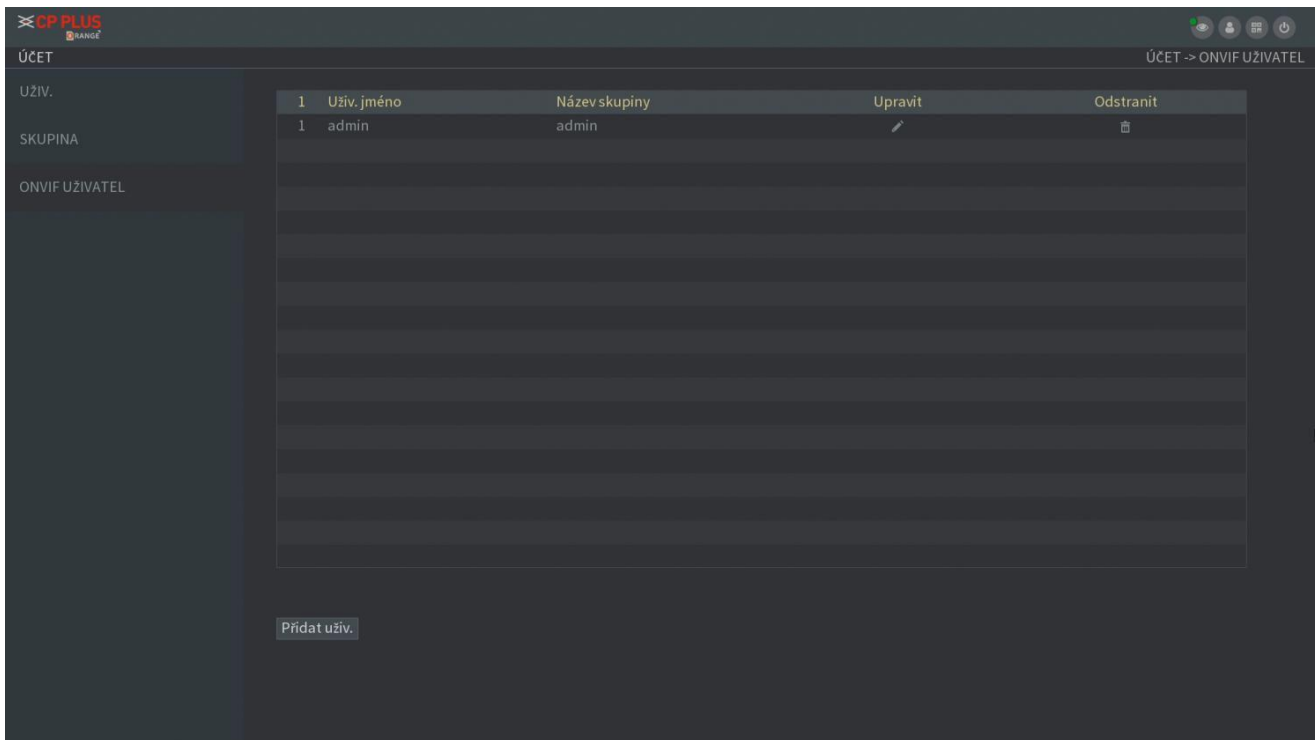 CP PLUS
ORANGE
ÚČET
ÚČET -> ONVIF UŽIVATEL
UŽIV.
SKUPINA
ONVIF UŽIVATEL
1 Uživ. jméno Název skupiny Upravit Odstranit
1 admin admin
Přidat uživ.